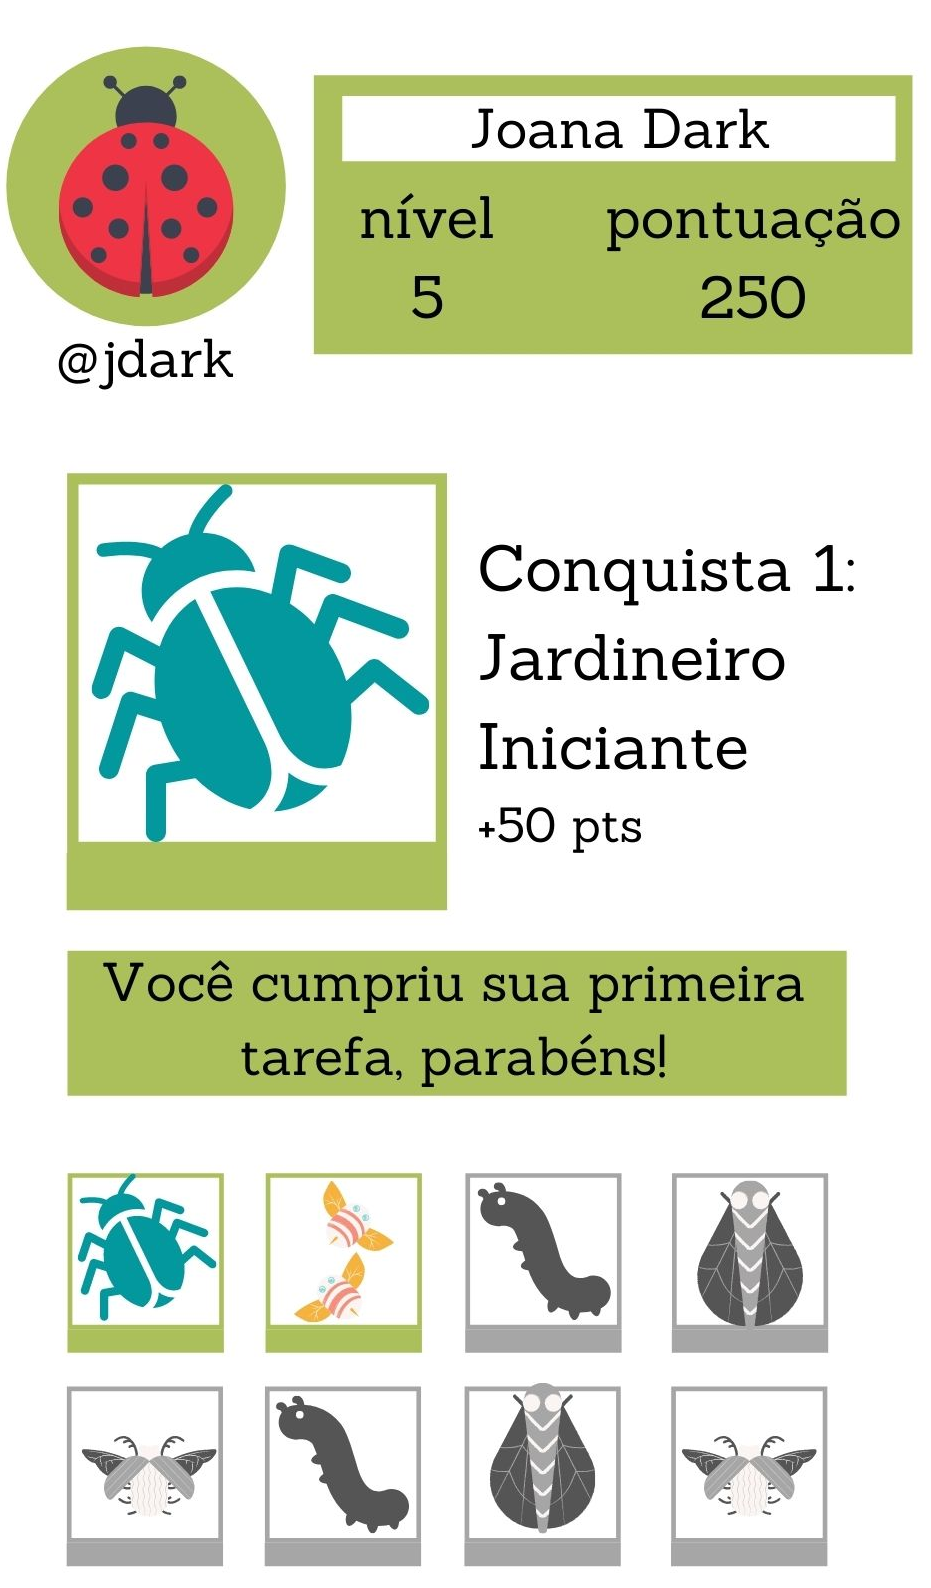 Joana Dark
nível pontuação
5 250
@jdark
Conquista 1:
Jardineiro
Iniciante
+50 pts
Você cumpriu sua primeira
tarefa, parabéns!